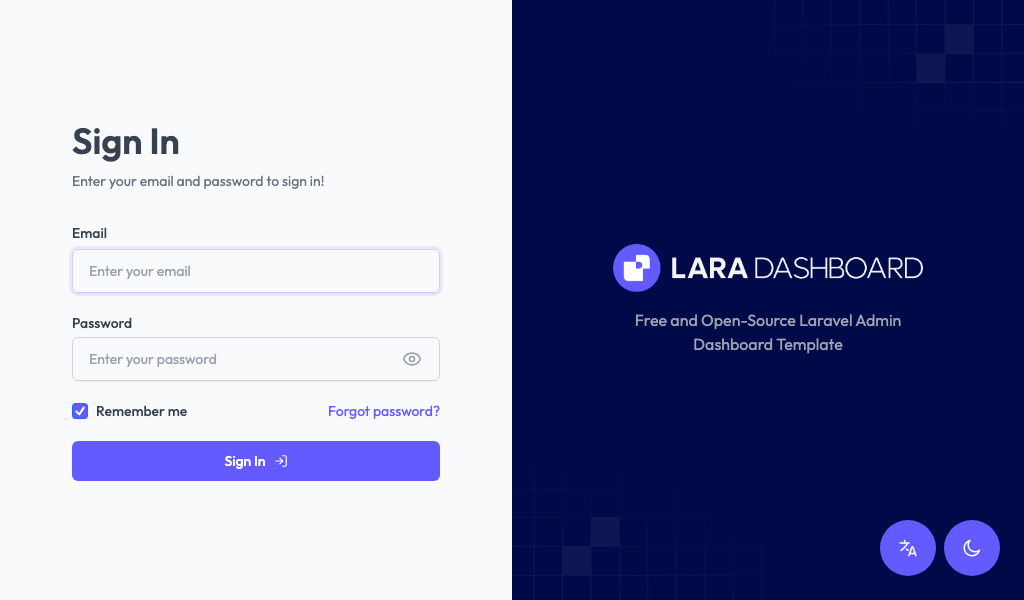 Sign In
Enter your email and password to sign in!
Email
Enter your email
Password
Enter your password
Remember me
Forgot password?
Sign In
LARA DASHBOARD
Free and Open-Source Laravel Admin
Dashboard Template